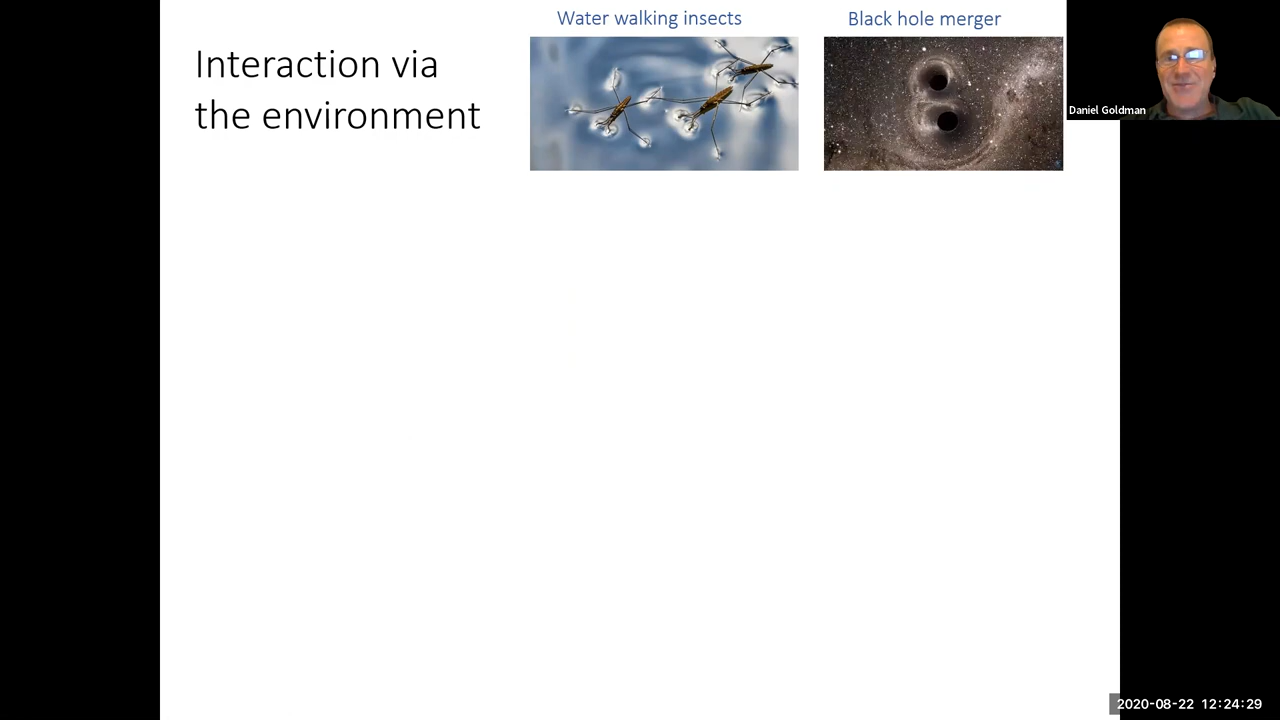 Interaction via
the environment
Water walking insects
Black hole merger
Daniel Goldman
2020-08-22 12:24:29